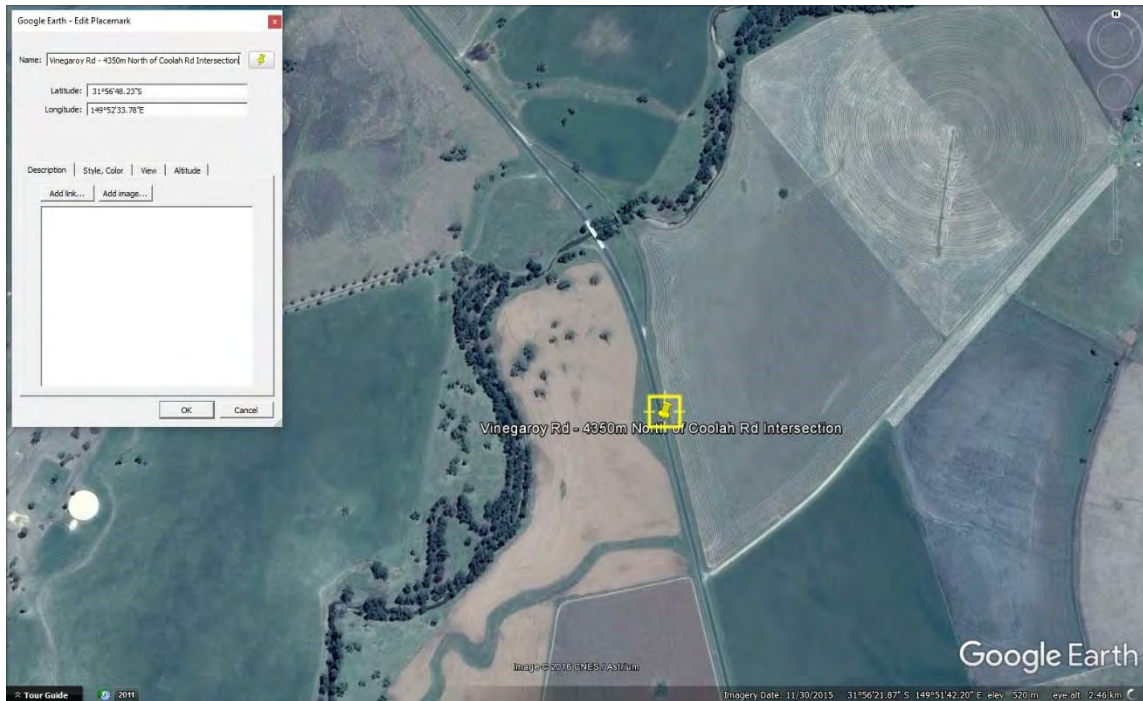 Google Earth - Edit Placemark
x
Name: Vinegaroy Rd - 4350m North of Coolah Rd Intersection
Latitude: 31°56'48.23"S
Longitude: 149°52'33.78"E
Description Style, Color View Altitude
Add link... Add image...
OK Cancel
N
Vinegaroy Rd - 4350m North of Coolah Rd Intersection
Image © 2016 CNES / Astrium
Google Earth
Tour Guide 2011
Imagery Date: 11/30/2015 31°56'21.87" S 149°51'42.20" E elev 520 m eye alt 2.46 km